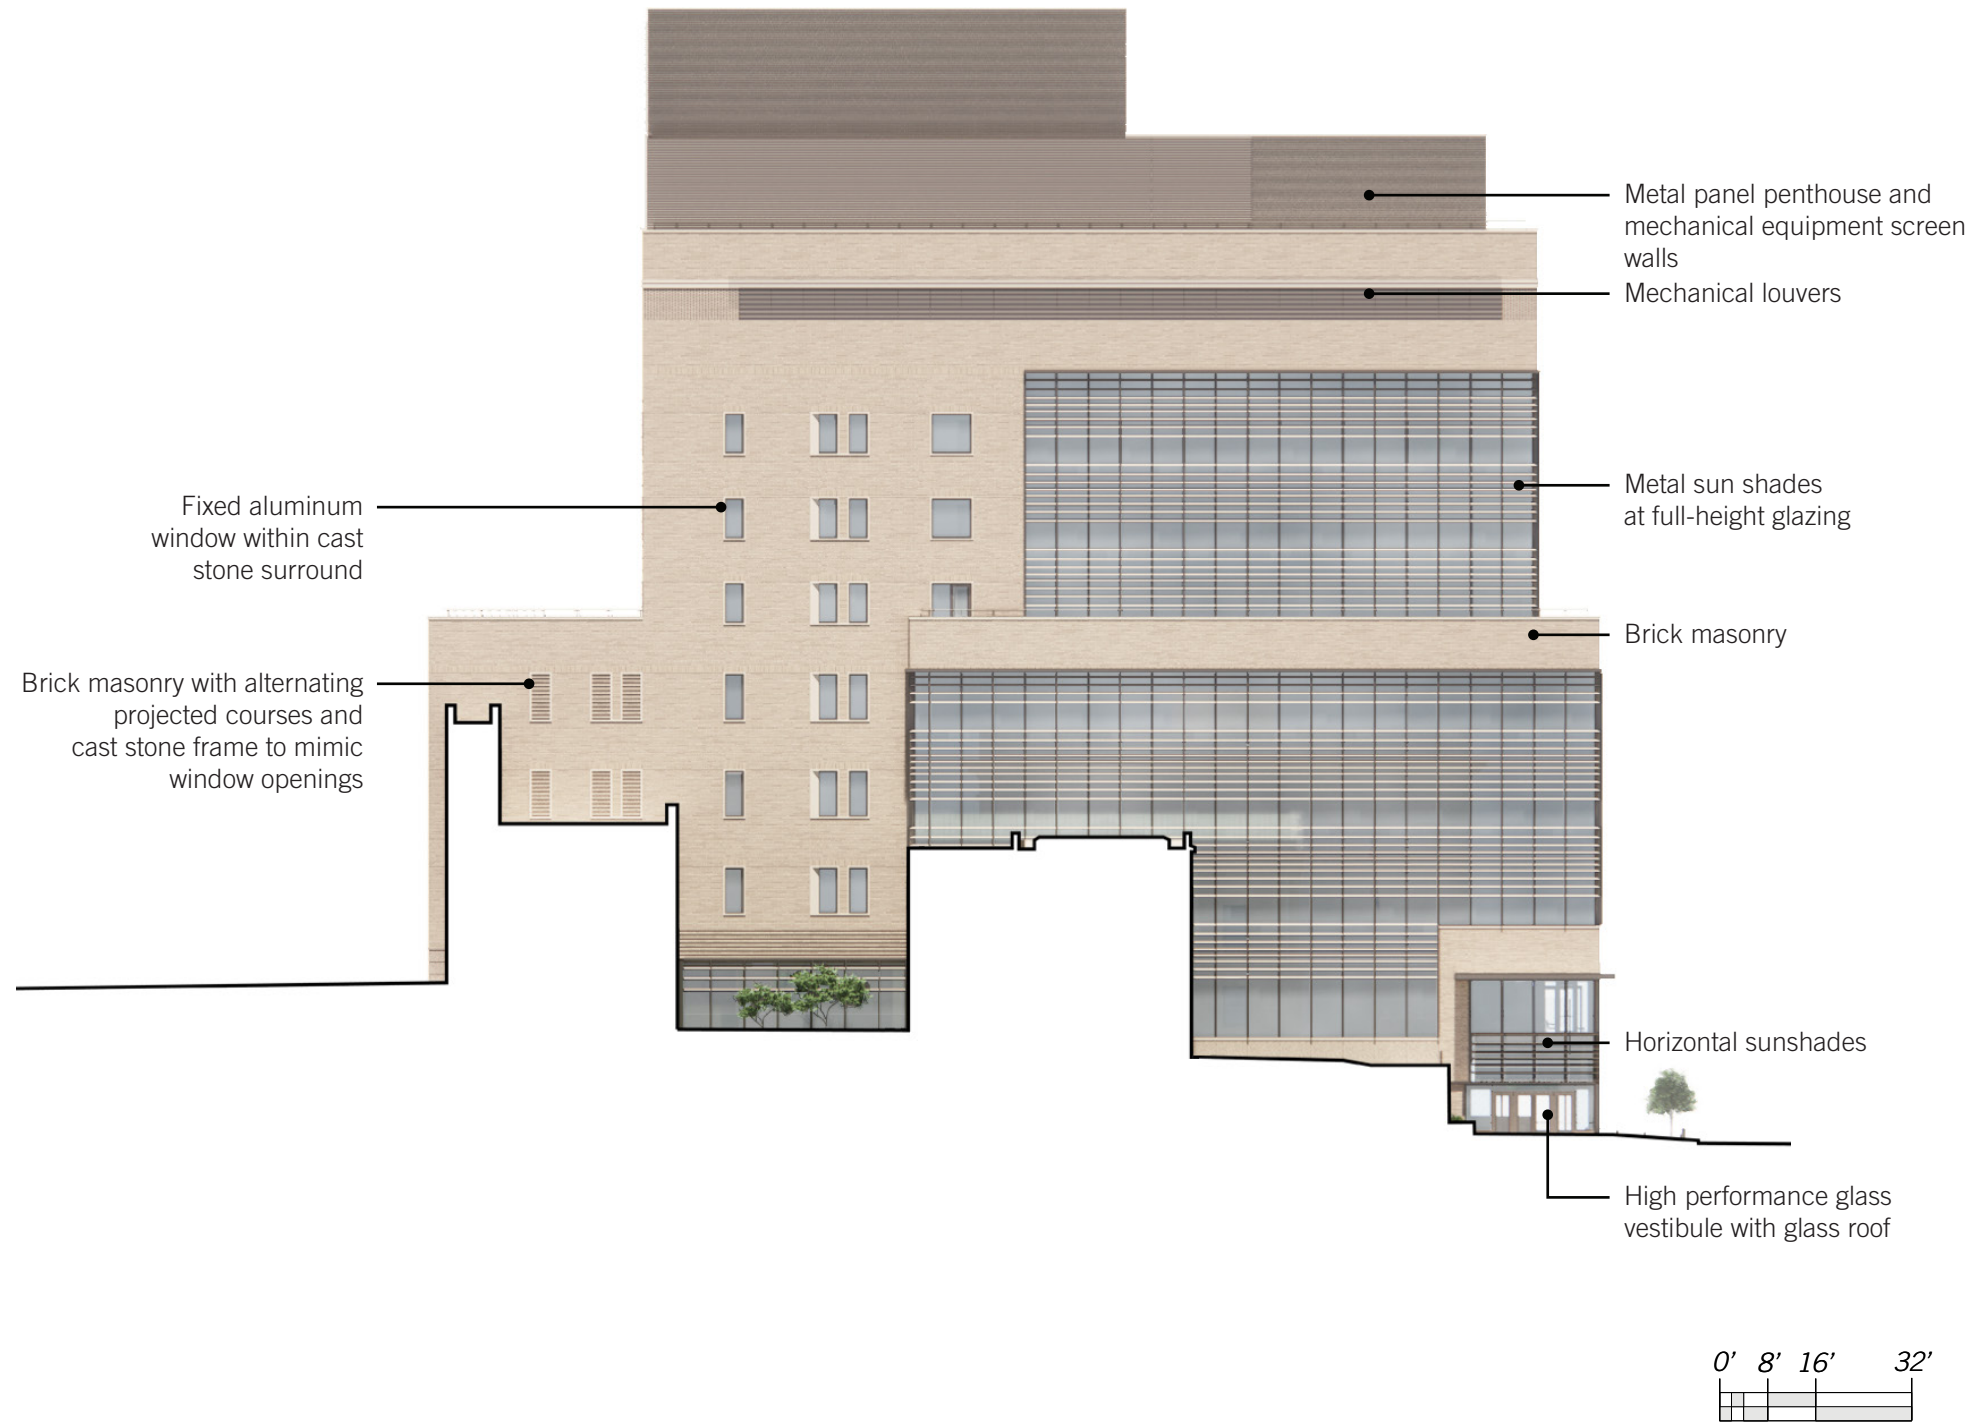 Metal panel penthouse and
mechanical equipment screen
walls
Mechanical louvers
Metal sun shades
at full-height glazing
Fixed aluminum
window within cast
stone surround
Brick masonry
Brick masonry with alternating
projected courses and
cast stone frame to mimic
window openings
Horizontal sunshades
High performance glass
vestibule with glass roof
0' 8' 16' 32'